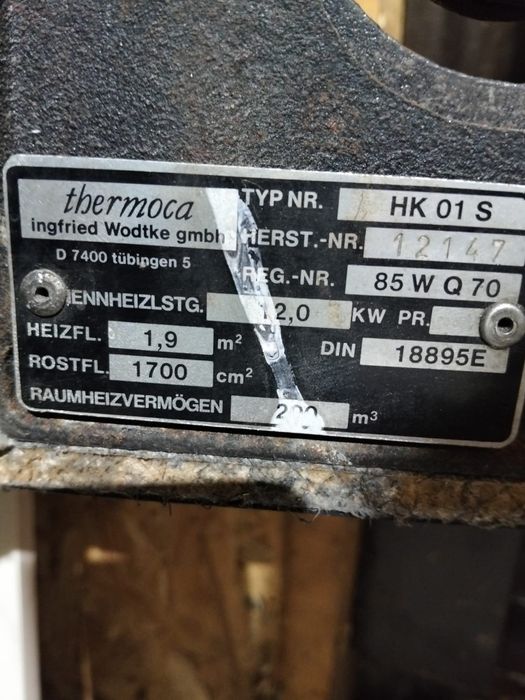 thermoca
ingfried Wodtke gmbh
D 7400 tübingen 5
TYP NR. HK 01 S
HERST.-NR. 12147
REG.-NR. 85 W Q 70
NENNHEIZLSTG. 12,0 KW PR.
HEIZFL. 1,9 m²
DIN 18895E
ROSTFL. 1700 cm²
RAUMHEIZVERMÖGEN m³